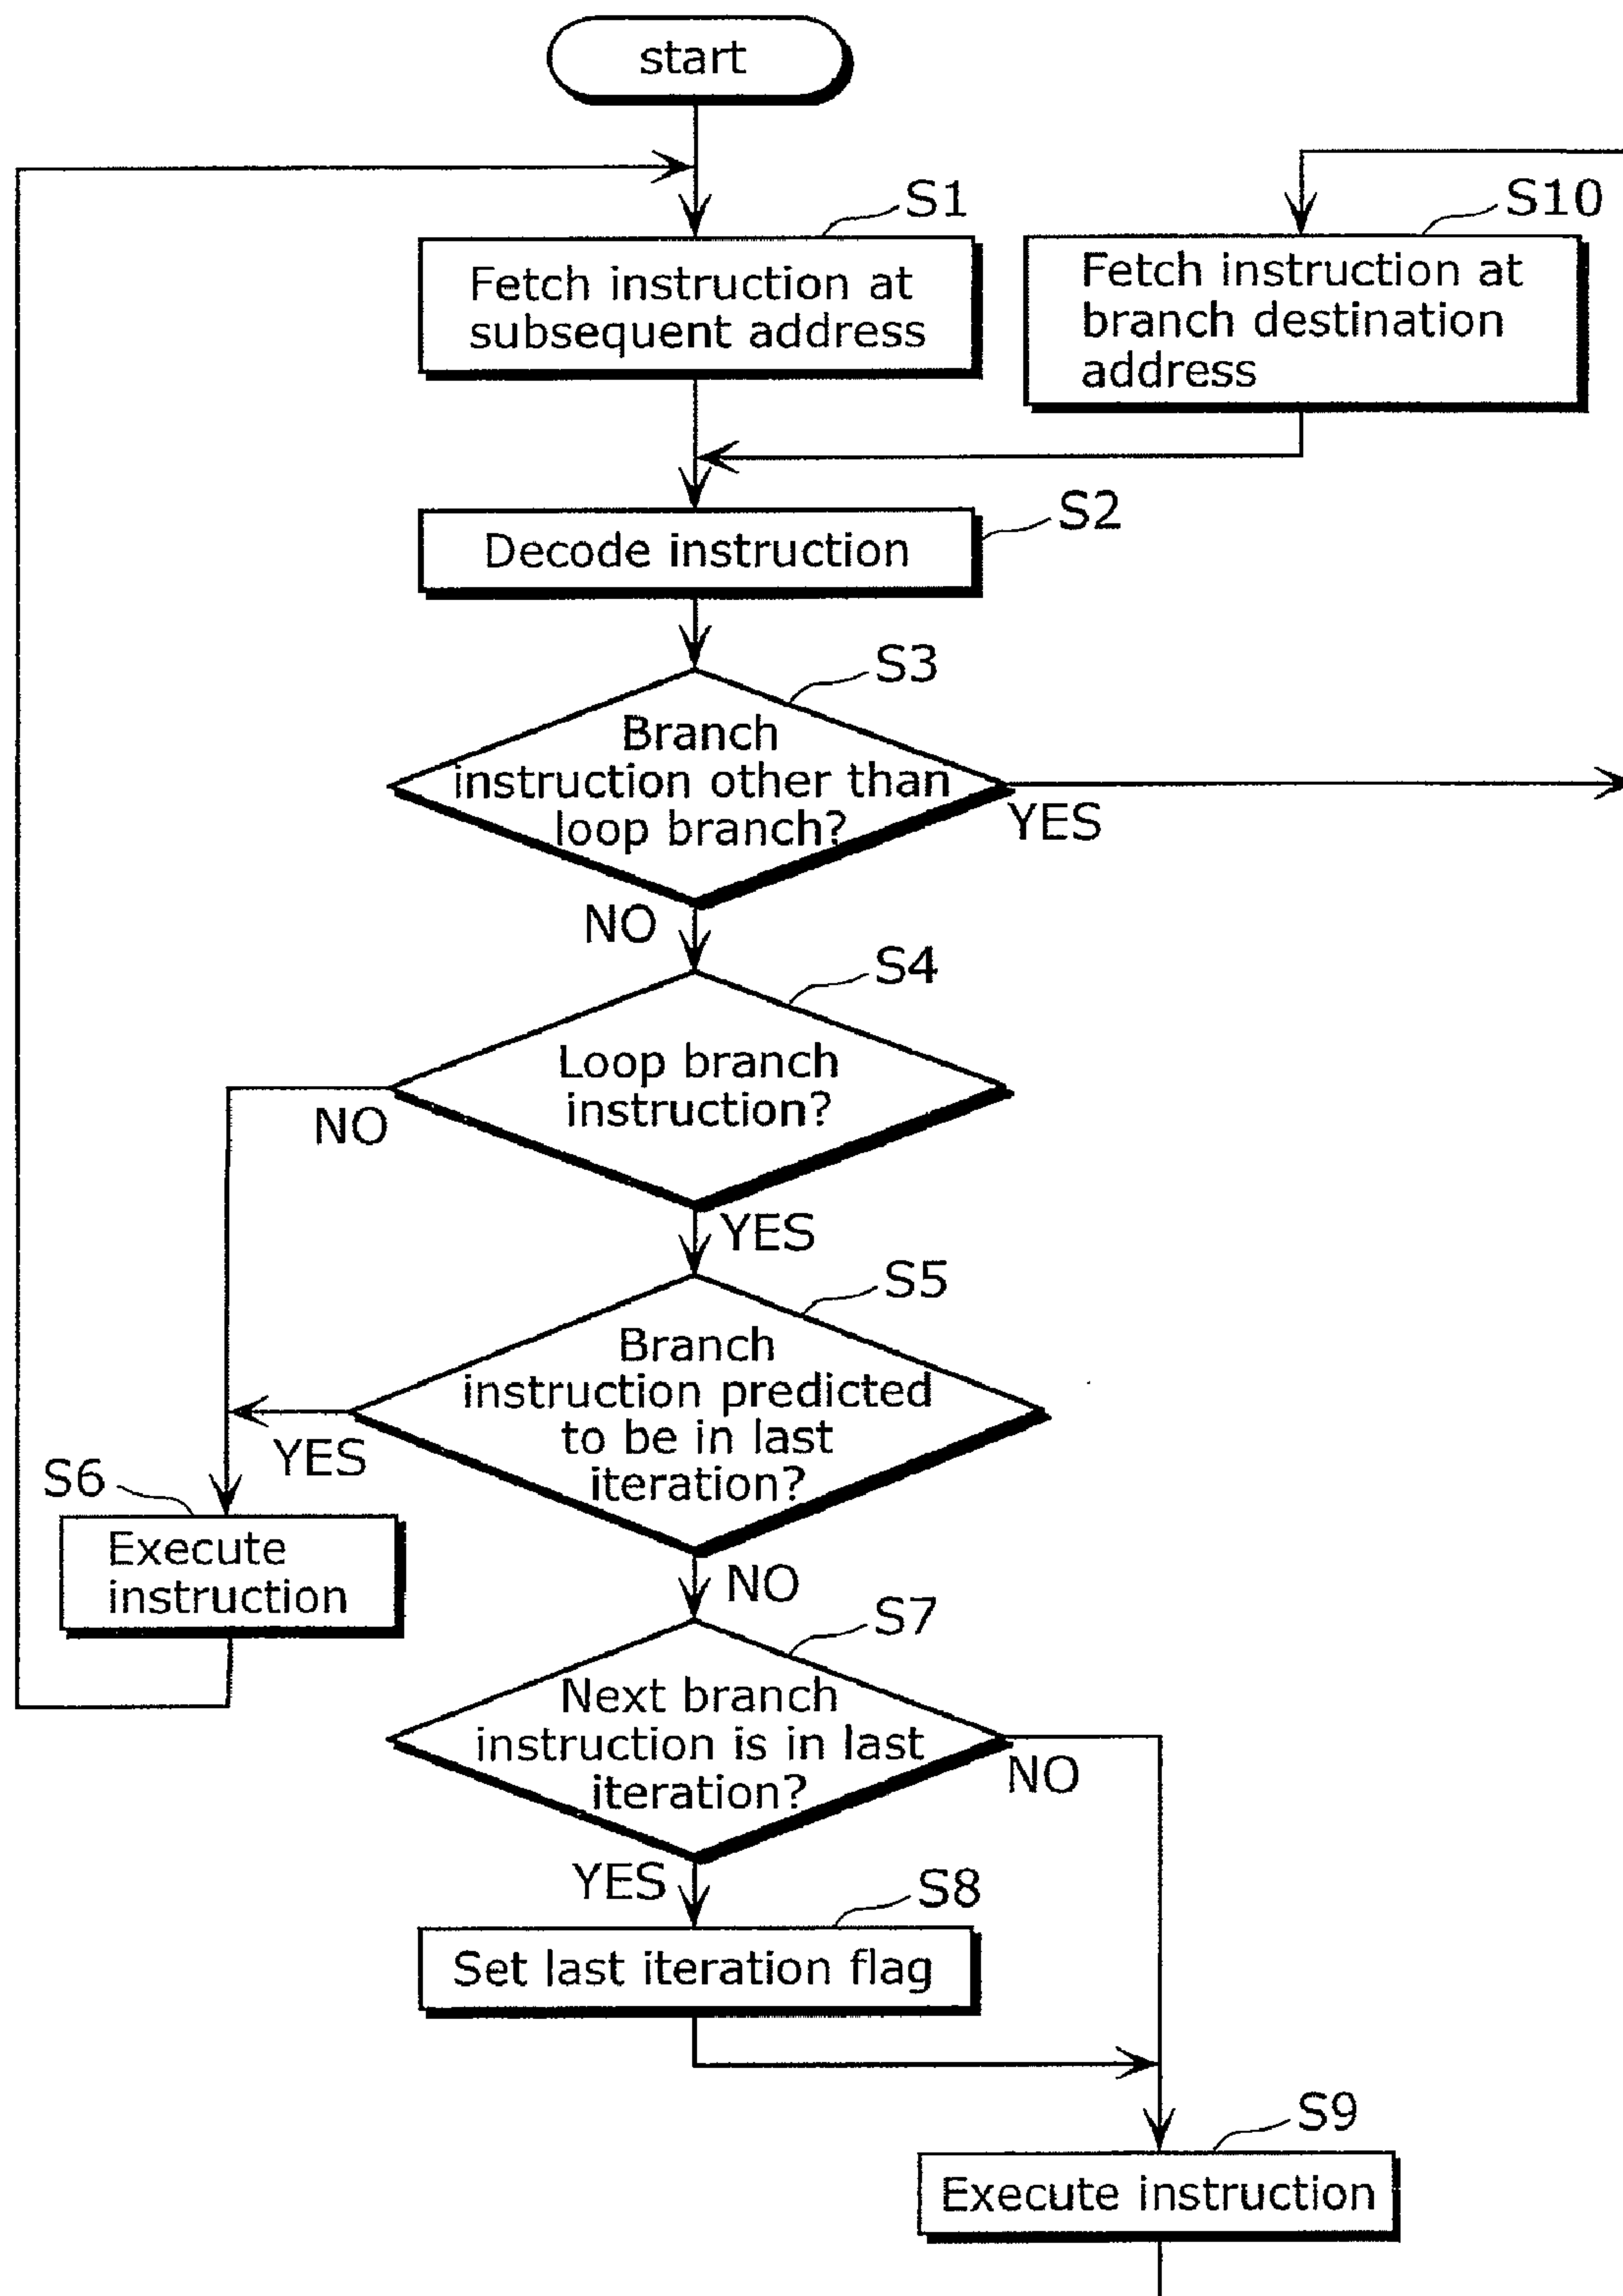 start
S1
Fetch instruction at
subsequent address
S10
Fetch instruction at
branch destination
address
S2
Decode instruction
S3
Branch
instruction other than
loop branch?
YES
NO
S4
Loop branch
instruction?
NO
YES
S5
Branch
instruction predicted
to be in last
iteration?
YES
NO
S6
Execute
instruction
S7
Next branch
instruction is in last
iteration?
NO
YES
S8
Set last iteration flag
S9
Execute instruction